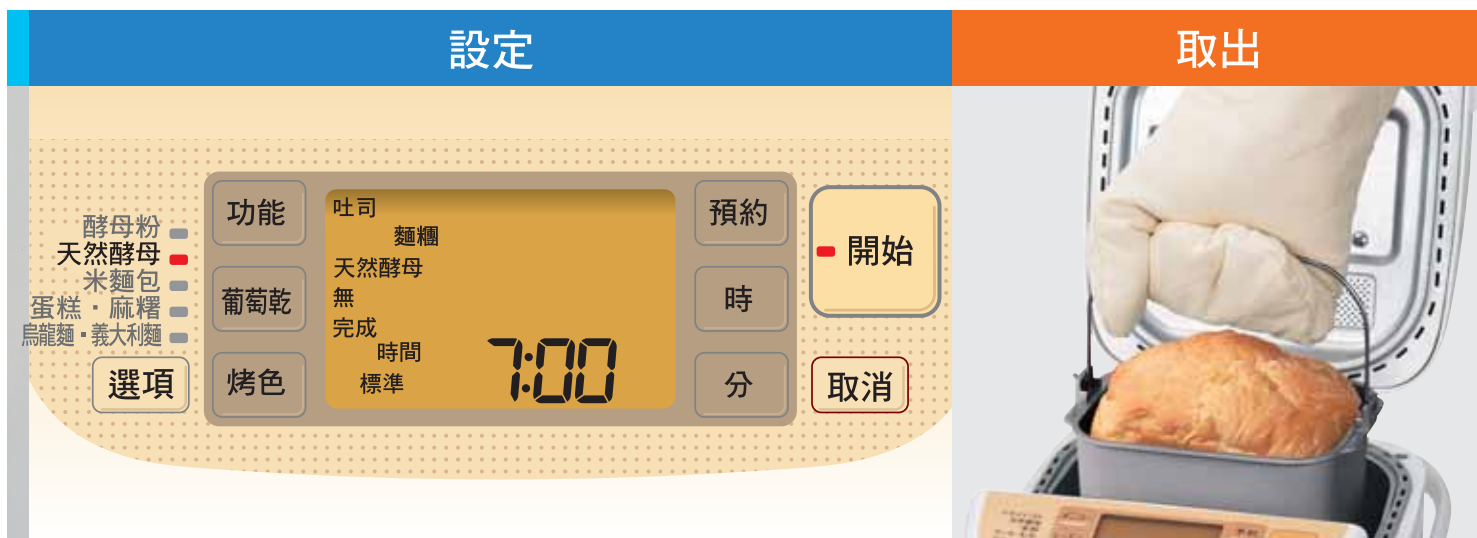 設定
取出
酵母粉
天然酵母
米麵包
蛋糕・麻糬
烏龍麵・義大利麵
選項
功能
葡萄乾
烤色
吐司
麵糰
天然酵母
無
完成
時間
標準
7:00
預約
時
分
開始
取消